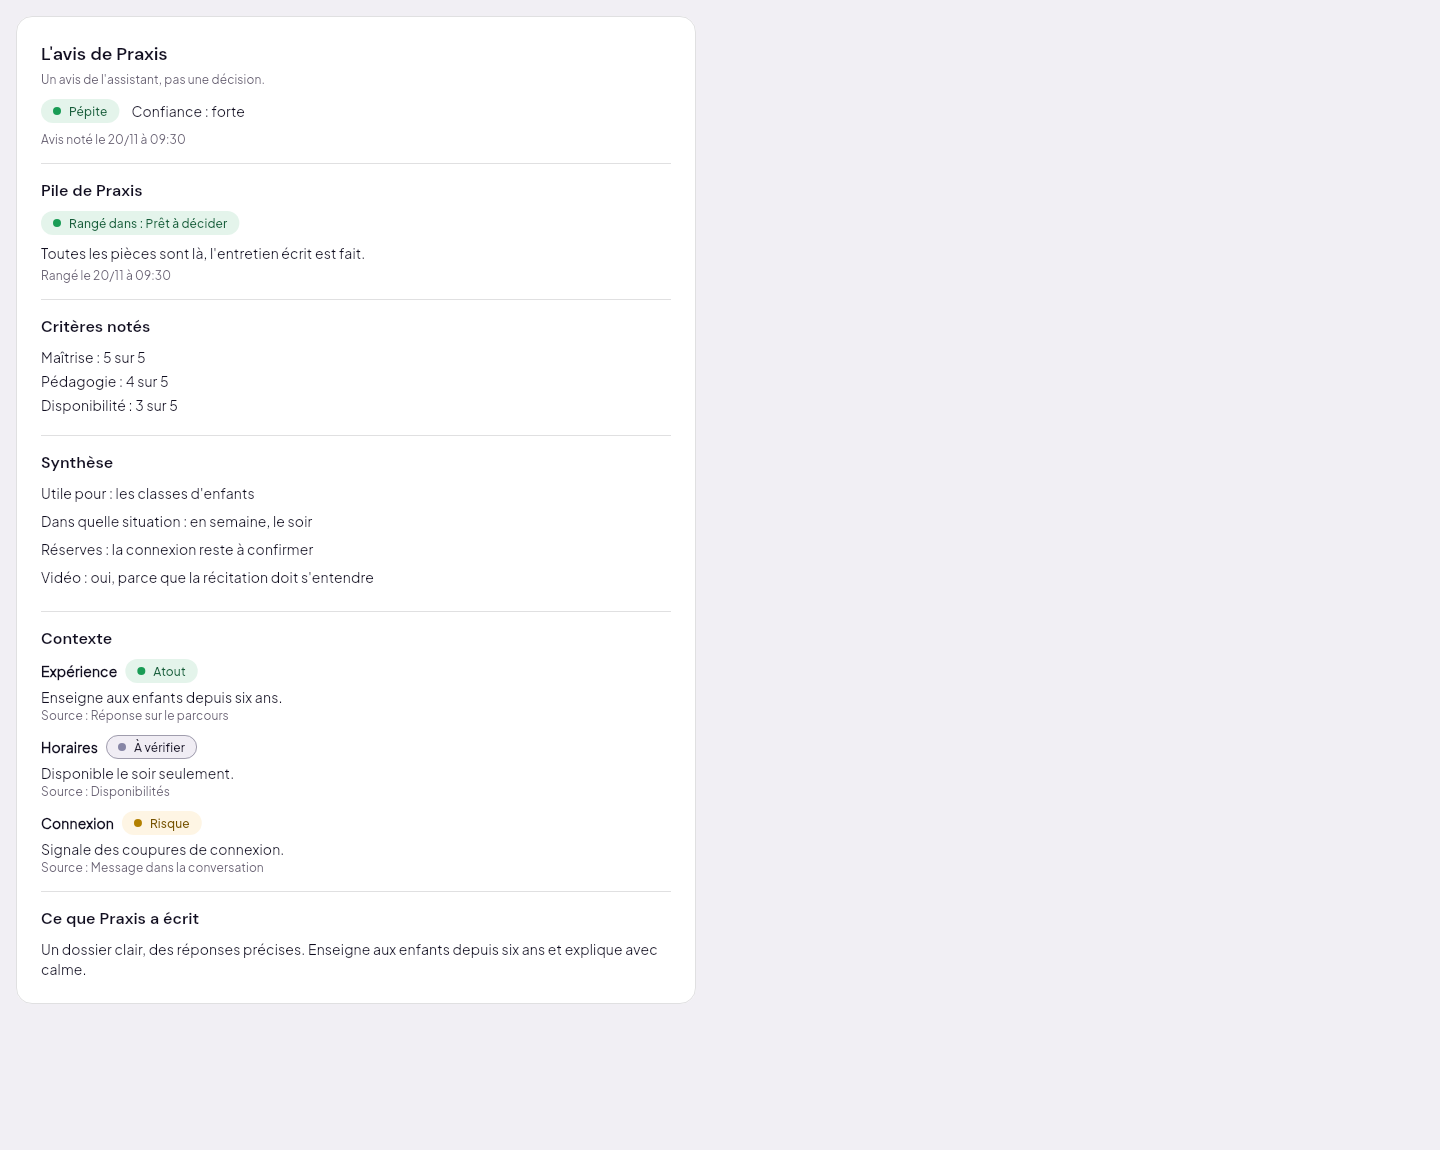 L'avis de Praxis
Un avis de l'assistant, pas une décision.
Pépite
Confiance : forte
Avis noté le 20/11 à 09:30
Pile de Praxis
Rangé dans : Prêt à décider
Toutes les pièces sont là, l'entretien écrit est fait.
Rangé le 20/11 à 09:30
Critères notés
Maîtrise : 5 sur 5
Pédagogie : 4 sur 5
Disponibilité : 3 sur 5
Synthèse
Utile pour : les classes d'enfants
Dans quelle situation : en semaine, le soir
Réserves : la connexion reste à confirmer
Vidéo : oui, parce que la récitation doit s'entendre
Contexte
Expérience Atout
Enseigne aux enfants depuis six ans.
Source : Réponse sur le parcours
Horaires À vérifier
Disponible le soir seulement.
Source : Disponibilités
Connexion Risque
Signale des coupures de connexion.
Source : Message dans la conversation
Ce que Praxis a écrit
Un dossier clair, des réponses précises. Enseigne aux enfants depuis six ans et explique avec
calme.